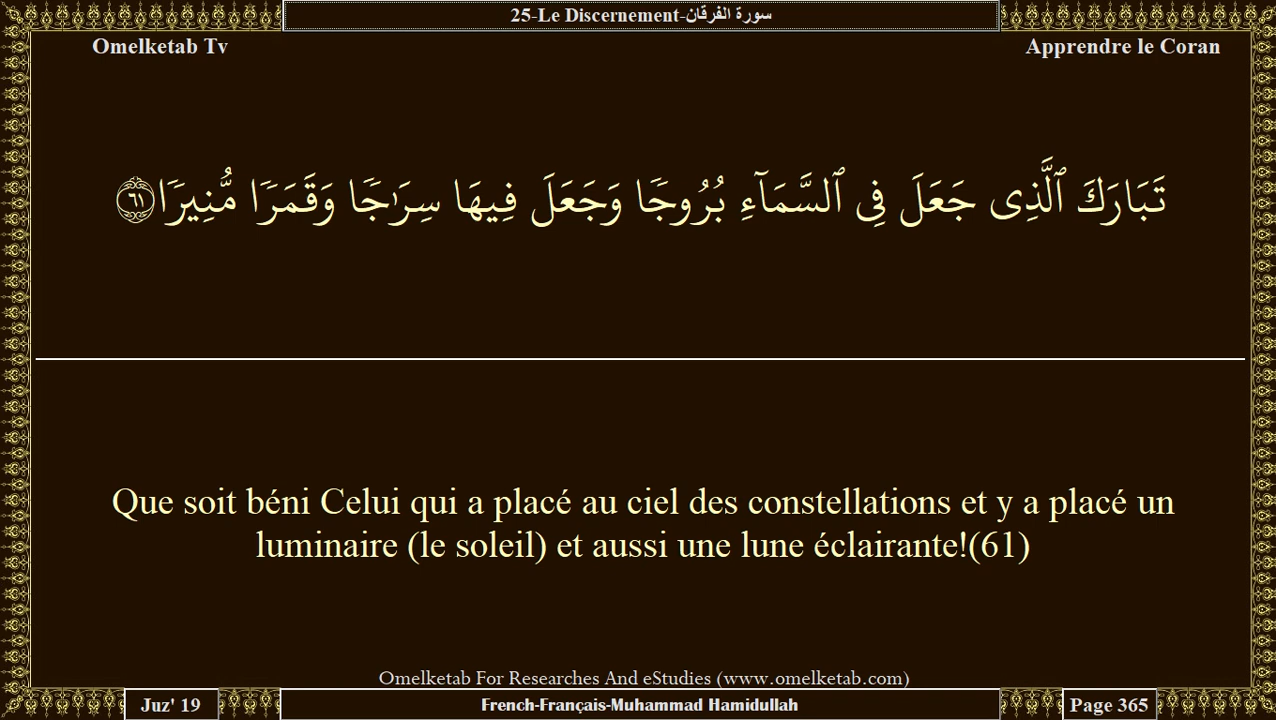 25-Le Discernement-سورة الفرقان
Omelketab Tv
Apprendre le Coran
تَبَارَكَ ٱلَّذِى جَعَلَ فِى ٱلسَّمَآءِ بُرُوجًۭا وَجَعَلَ فِيهَا سِرَٰجًۭا وَقَمَرًۭا مُّنِيرًۭا ٦١
Que soit béni Celui qui a placé au ciel des constellations et y a placé un
luminaire (le soleil) et aussi une lune éclairante!(61)
Omelketab For Researches And eStudies (www.omelketab.com)
Juz' 19
French-Français-Muhammad Hamidullah
Page 365